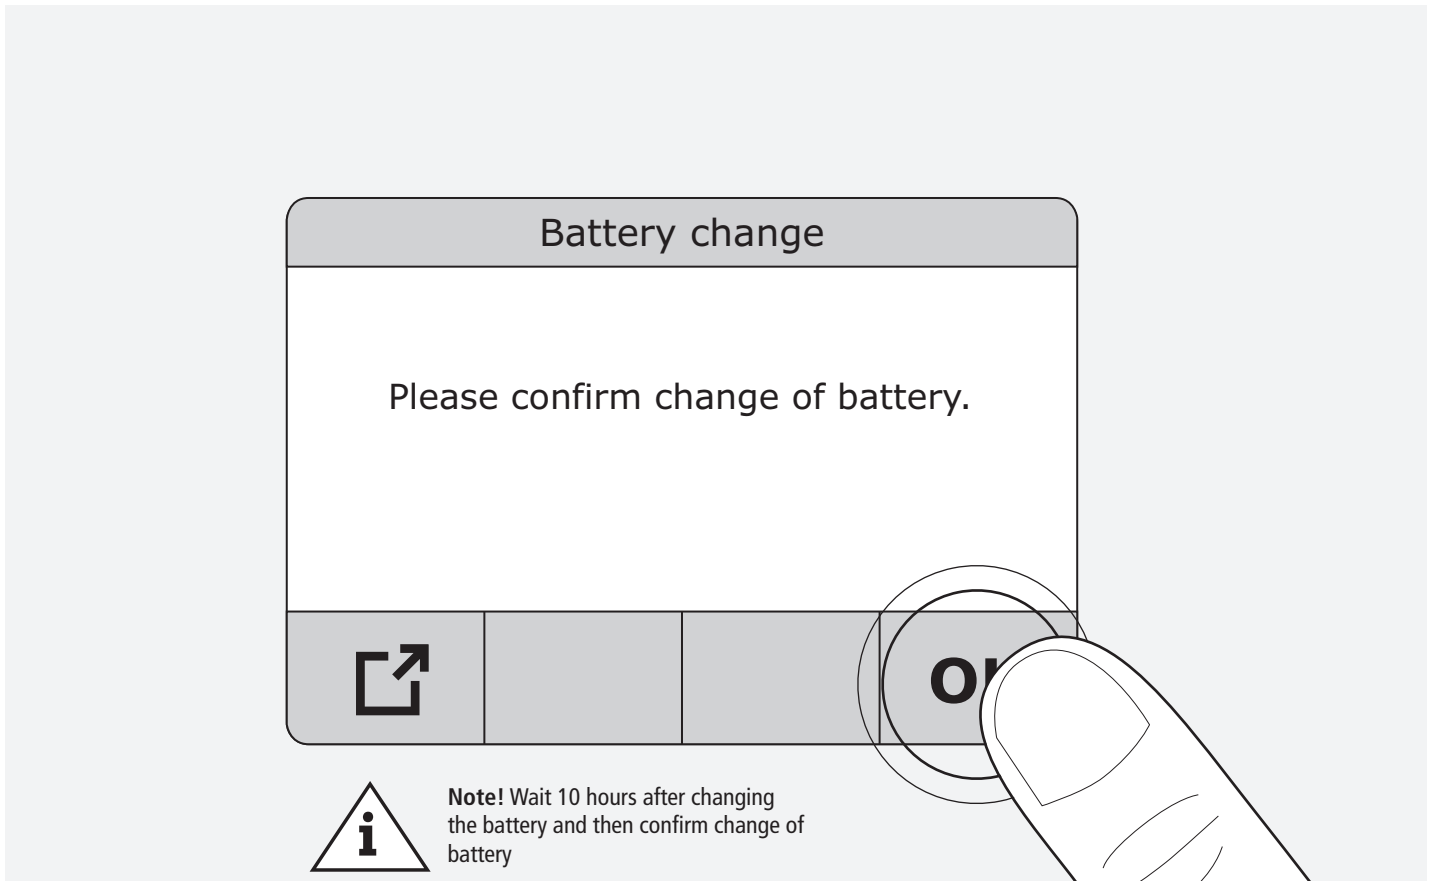 Battery change
Please confirm change of battery.
Note! Wait 10 hours after changing
the battery and then confirm change of
battery